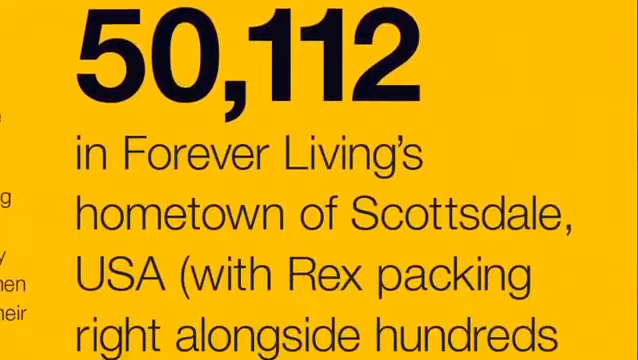 50,112
in Forever Living's
hometown of Scottsdale,
USA (with Rex packing
right alongside hundreds